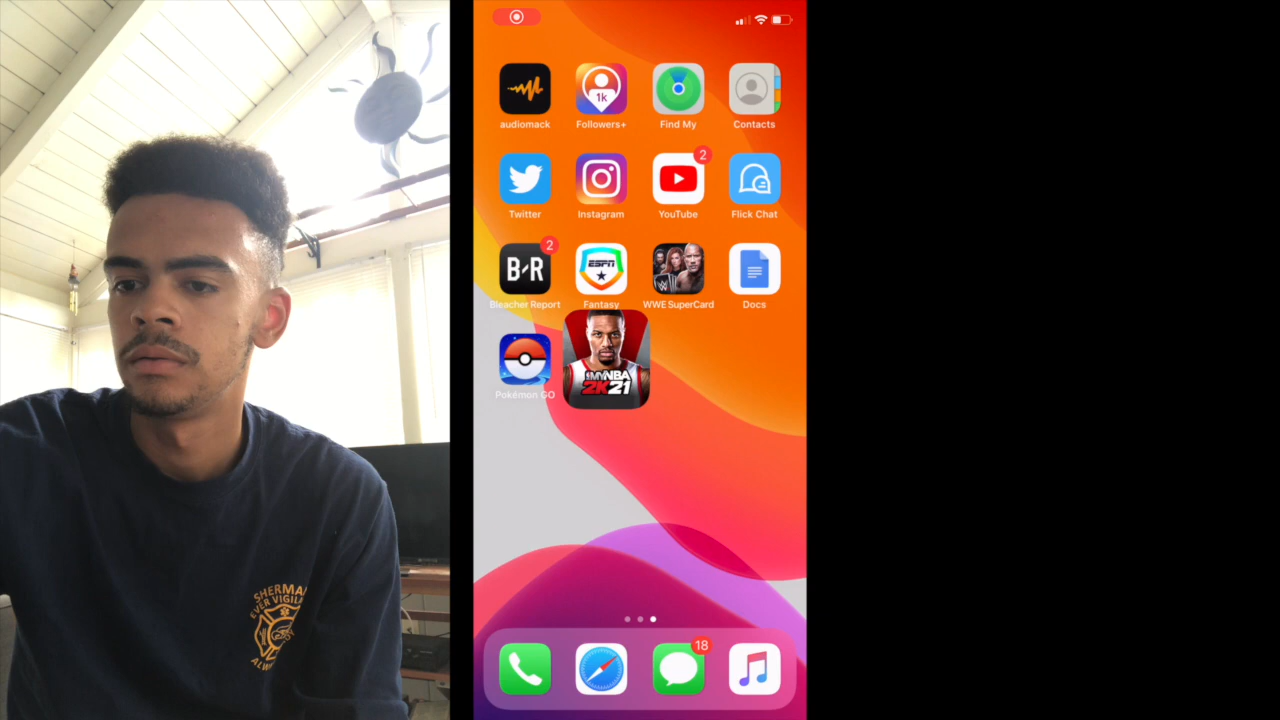 1k
audiomack
Followers+
Find My
Contacts
2
Twitter
Instagram
YouTube
Flick Chat
2
B/R
ESPN
Bleacher Report
Fantasy
WWE SuperCard
Docs
MYNBA
2K21
Pokémon GO
SHERMAN
EVER VIGILA
18